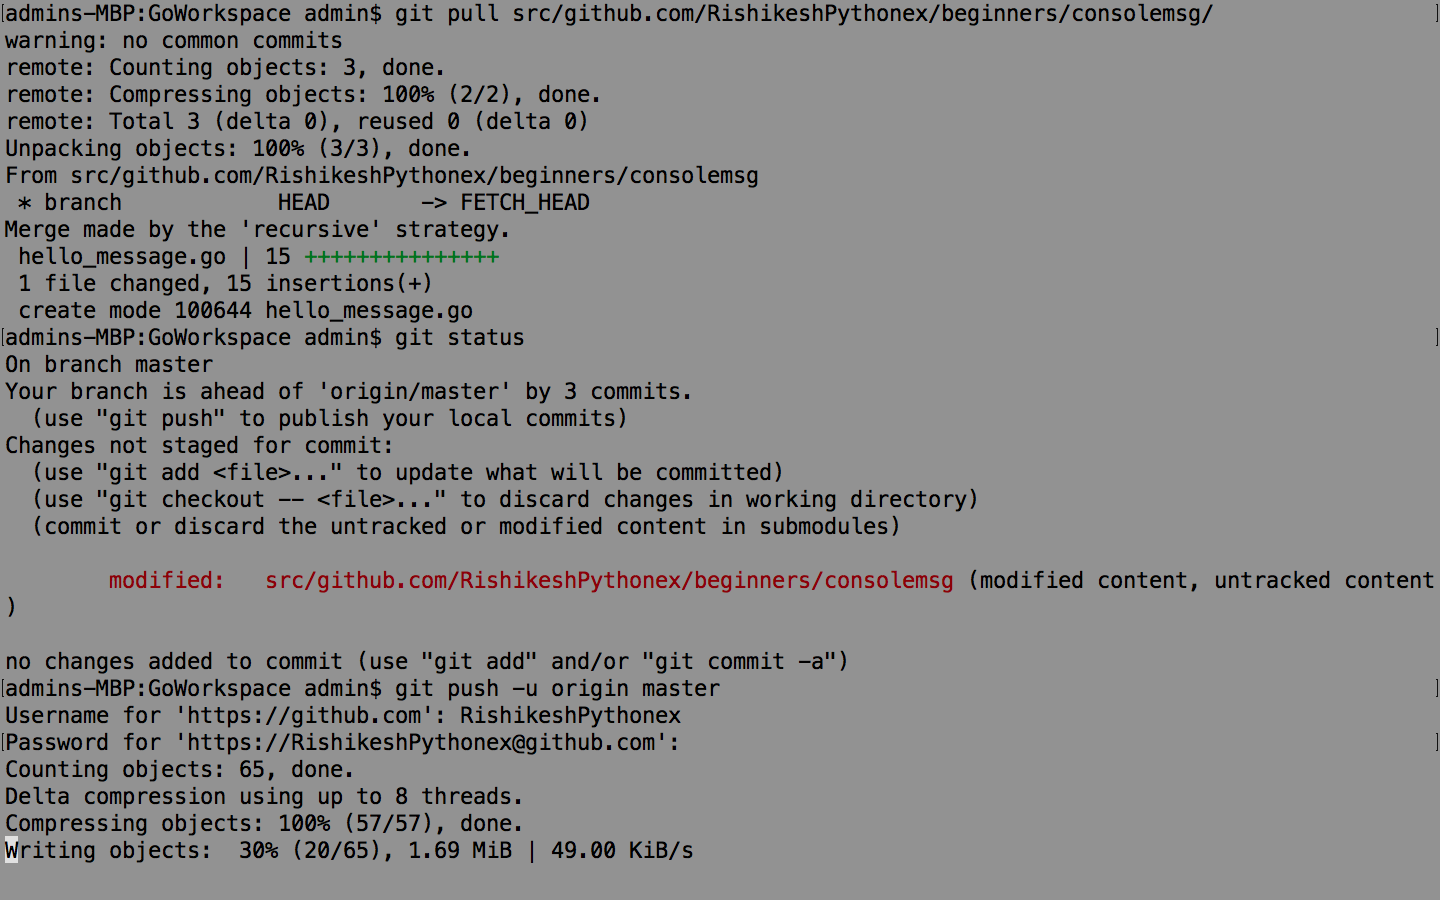 [admins-MBP:GoWorkspace admin$ git pull src/github.com/RishikeshPythonex/beginners/consolemsg/ ]
warning: no common commits
remote: Counting objects: 3, done.
remote: Compressing objects: 100% (2/2), done.
remote: Total 3 (delta 0), reused 0 (delta 0)
Unpacking objects: 100% (3/3), done.
From src/github.com/RishikeshPythonex/beginners/consolemsg
 * branch            HEAD       -> FETCH_HEAD
Merge made by the 'recursive' strategy.
 hello_message.go | 15 +++++++++++++++
 1 file changed, 15 insertions(+)
 create mode 100644 hello_message.go
[admins-MBP:GoWorkspace admin$ git status ]
On branch master
Your branch is ahead of 'origin/master' by 3 commits.
  (use "git push" to publish your local commits)
Changes not staged for commit:
  (use "git add <file>..." to update what will be committed)
  (use "git checkout -- <file>..." to discard changes in working directory)
  (commit or discard the untracked or modified content in submodules)
        modified:   src/github.com/RishikeshPythonex/beginners/consolemsg (modified content, untracked content
)
no changes added to commit (use "git add" and/or "git commit -a")
[admins-MBP:GoWorkspace admin$ git push -u origin master ]
Username for 'https://github.com': RishikeshPythonex
[Password for 'https://RishikeshPythonex@github.com': ]
Counting objects: 65, done.
Delta compression using up to 8 threads.
Compressing objects: 100% (57/57), done.
Writing objects:  30% (20/65), 1.69 MiB | 49.00 KiB/s